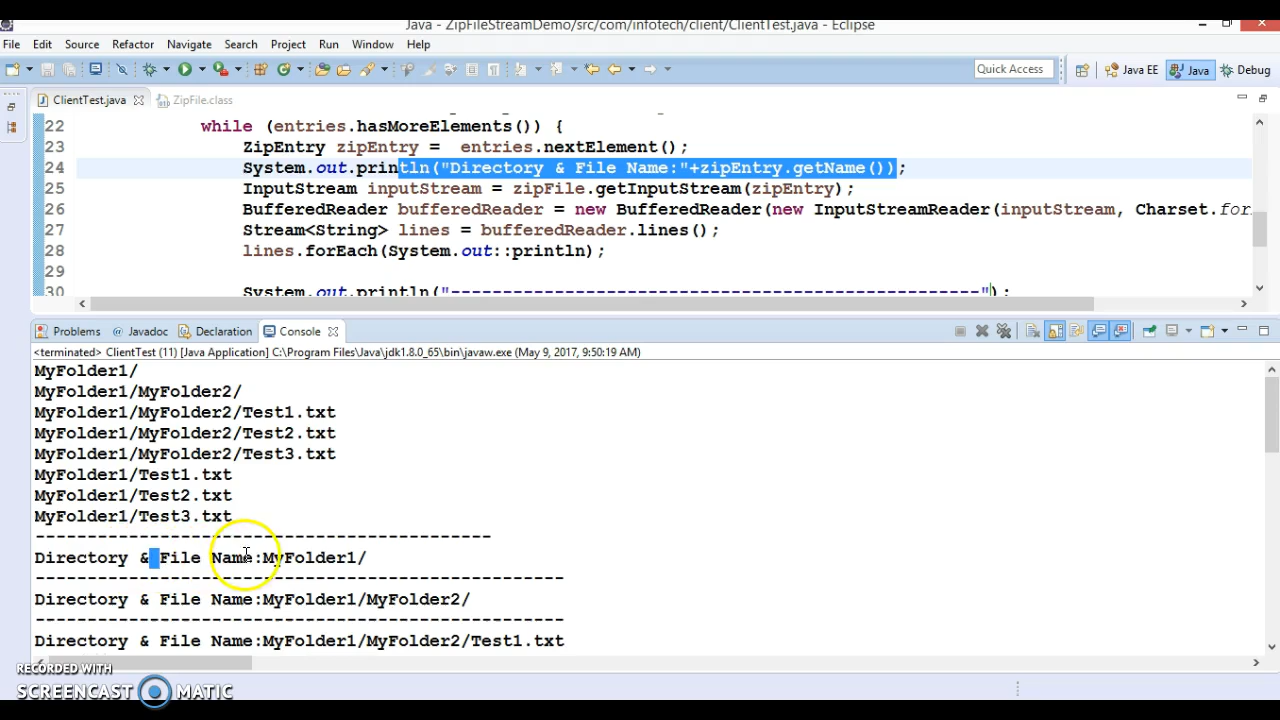 Java - ZipFileStreamDemo/src/com/infotech/client/ClientTest.java - Eclipse
File Edit Source Refactor Navigate Search Project Run Window Help
Quick Access Java EE Java Debug
ClientTest.java ZipFile.class
22 while (entries.hasMoreElements()) {
23 ZipEntry zipEntry =  entries.nextElement();
24 System.out.println("Directory & File Name:"+zipEntry.getName());
25 InputStream inputStream = zipFile.getInputStream(zipEntry);
26 BufferedReader bufferedReader = new BufferedReader(new InputStreamReader(inputStream, Charset.for
27 Stream<String> lines = bufferedReader.lines();
28 lines.forEach(System.out::println);
29
30 System.out.println("---------------------------------------------------");
Problems @ Javadoc Declaration Console
<terminated> ClientTest (11) [Java Application] C:\Program Files\Java\jdk1.8.0_65\bin\javaw.exe (May 9, 2017, 9:50:19 AM)
MyFolder1/
MyFolder1/MyFolder2/
MyFolder1/MyFolder2/Test1.txt
MyFolder1/MyFolder2/Test2.txt
MyFolder1/MyFolder2/Test3.txt
MyFolder1/Test1.txt
MyFolder1/Test2.txt
MyFolder1/Test3.txt
--------------------------------------------
Directory & File Name:MyFolder1/
---------------------------------------------------
Directory & File Name:MyFolder1/MyFolder2/
---------------------------------------------------
Directory & File Name:MyFolder1/MyFolder2/Test1.txt
RECORDED WITH
SCREENCAST MATIC